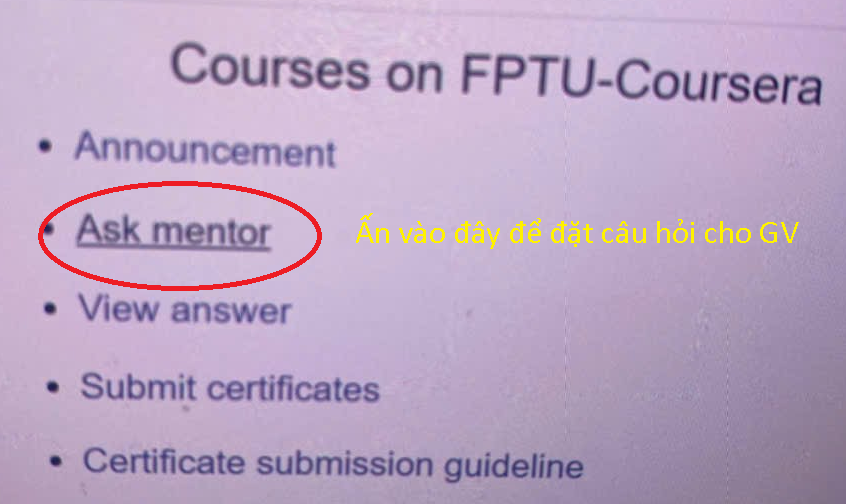 Courses on FPTU-Coursera
• Announcement
• Ask mentor
Ấn vào đây để đặt câu hỏi cho GV
• View answer
• Submit certificates
• Certificate submission guideline